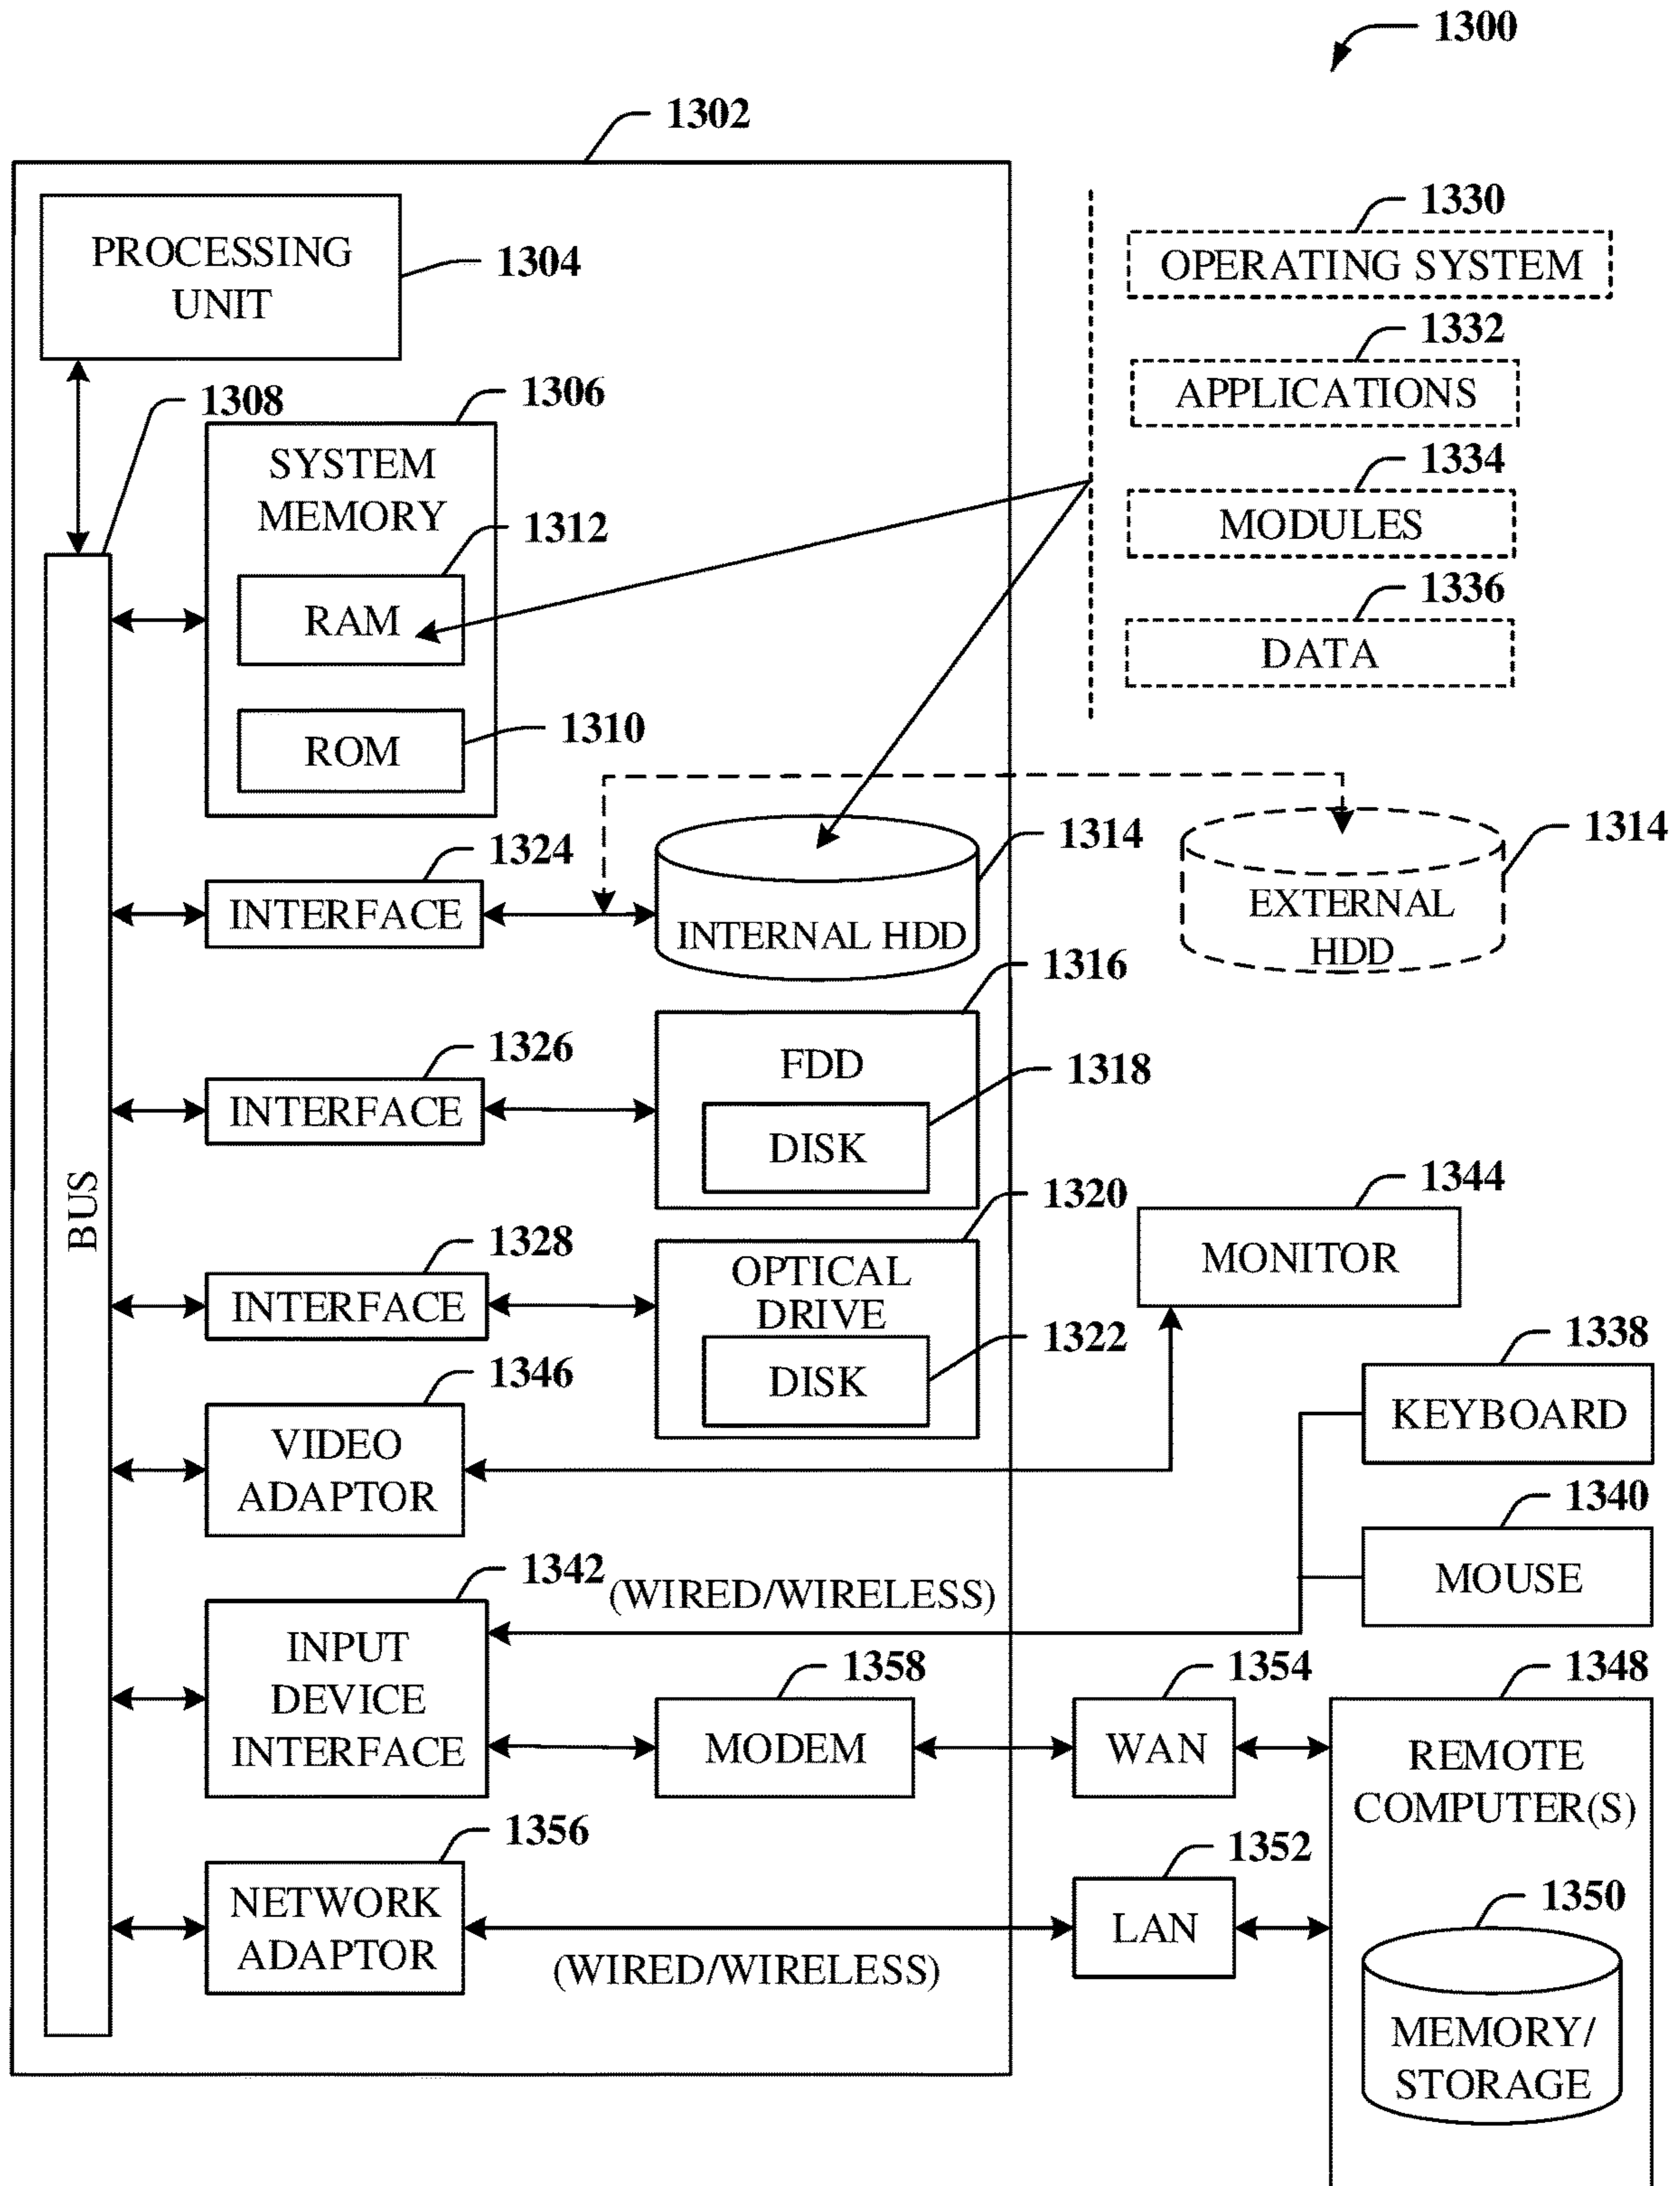 1300
1302
PROCESSING
UNIT
1304
1330
OPERATING SYSTEM
1332
APPLICATIONS
1334
MODULES
1336
DATA
1308
1306
SYSTEM
MEMORY
1312
RAM
1310
ROM
1324
INTERFACE
1314
INTERNAL HDD
1314
EXTERNAL
HDD
1316
FDD
1326
INTERFACE
1318
DISK
BUS
1320
OPTICAL
DRIVE
1328
INTERFACE
1322
DISK
1344
MONITOR
1346
VIDEO
ADAPTOR
1338
KEYBOARD
1340
MOUSE
1342
(WIRED/WIRELESS)
INPUT
DEVICE
INTERFACE
1358
MODEM
1354
WAN
1348
REMOTE
COMPUTER(S)
1356
NETWORK
ADAPTOR
(WIRED/WIRELESS)
1352
LAN
1350
MEMORY/
STORAGE